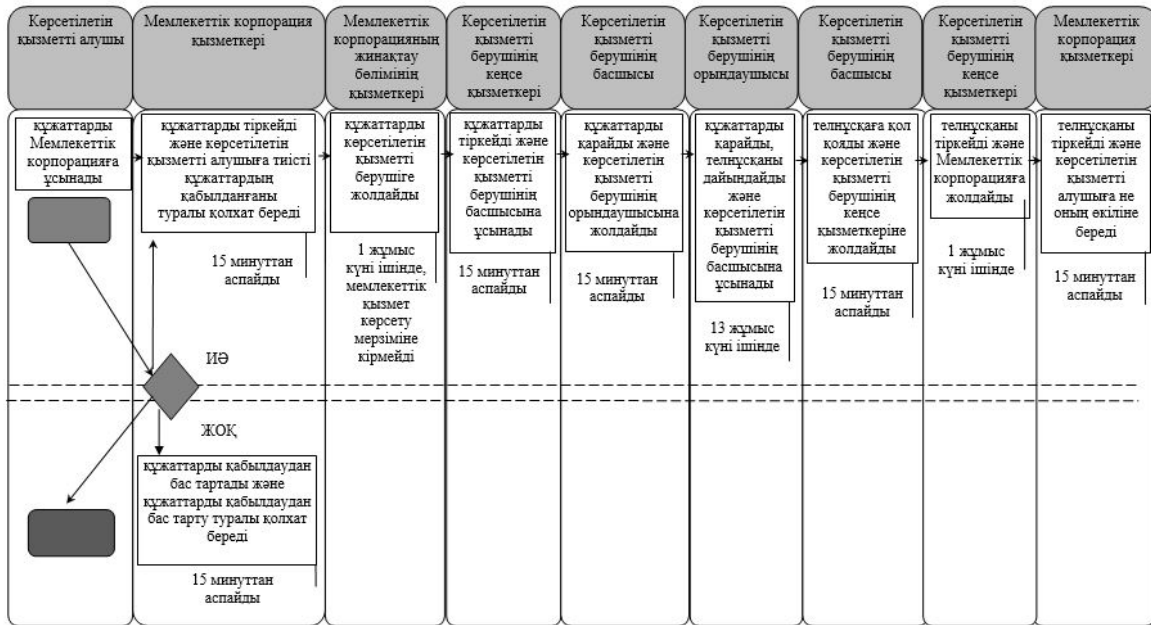 Көрсетілетін
қызметті алушы
Мемлекеттік корпорация
қызметкері
Мемлекеттік
корпорацияның
жинақтау
бөлімінің
қызметкері
Көрсетілетін
қызметті
берушінің
кеңсе
қызметкері
Көрсетілетін
қызметті
берушінің
басшысы
Көрсетілетін
қызметті
берушінің
орындаушысы
Көрсетілетін
қызметті
берушінің
басшысы
Көрсетілетін
қызметті
берушінің
кеңсе
қызметкері
Мемлекеттік
корпорация
қызметкері
құжаттарды
Мемлекеттік
корпорацияға
ұсынады
құжаттарды тіркейді
және көрсетілетін
қызметті алушыға тиісті
құжаттардың
қабылданғаны
туралы қолхат береді
15 минуттан
аспайды
құжаттарды
көрсетілетін
қызметті
берушіге
жолдайды
1 жұмыс
күні ішінде,
мемлекеттік
қызмет
көрсету
мерзіміне
кірмейді
құжаттарды
тіркейді және
көрсетілетін
қызметті
берушінің
басшысына
ұсынады
15 минуттан
аспайды
құжаттарды
қарайды және
көрсетілетін
қызметті
берушінің
орындаушысына
жолдайды
15 минуттан
аспайды
құжаттарды
қарайды,
телнұсқаны
дайындайды
және
көрсетілетін
қызметті
берушінің
басшысына
ұсынады
13 жұмыс
күні ішінде
телнұсқаға қол
қояды және
көрсетілетін
қызметті
берушінің
кеңсе
қызметкеріне
жолдайды
15 минуттан
аспайды
телнұсқаны
тіркейді және
Мемлекеттік
корпорацияға
жолдайды
1 жұмыс
күні ішінде
телнұсқаны
тіркейді және
көрсетілетін
қызметті
алушыға не
оның өкіліне
береді
15 минуттан
аспайды
ИӘ
ЖОҚ
құжаттарды қабылдаудан
бас тартады және
құжаттарды қабылдаудан
бас тарту туралы қолхат
береді
15 минуттан
аспайды